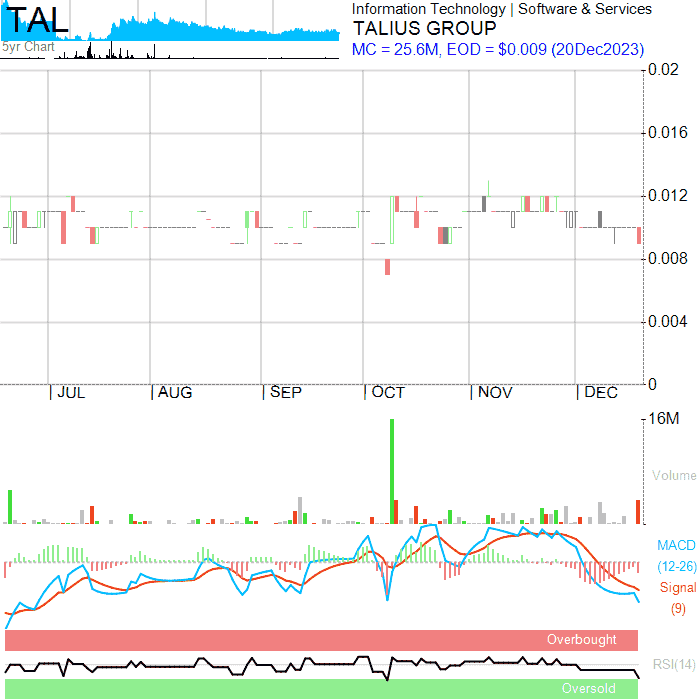 TAL
5yr Chart
Information Technology | Software & Services
TALIUS GROUP
MC = 25.6M, EOD = $0.009 (20Dec2023)
0.02
0.016
0.012
0.008
0.004
0
| JUL | AUG | SEP | OCT | NOV | DEC
16M
Volume
MACD
(12-26)
Signal
(9)
Overbought
RSI(14)
Oversold